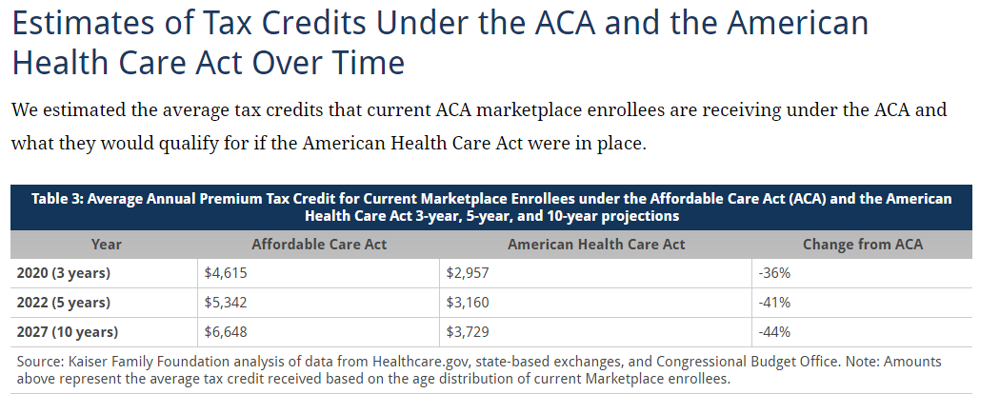 Estimates of Tax Credits Under the ACA and the American
Health Care Act Over Time
We estimated the average tax credits that current ACA marketplace enrollees are receiving under the ACA and
what they would qualify for if the American Health Care Act were in place.
Table 3: Average Annual Premium Tax Credit for Current Marketplace Enrollees under the Affordable Care Act (ACA) and the American
Health Care Act 3-year, 5-year, and 10-year projections
Year Affordable Care Act American Health Care Act Change from ACA
2020 (3 years) $4,615 $2,957 -36%
2022 (5 years) $5,342 $3,160 -41%
2027 (10 years) $6,648 $3,729 -44%
Source: Kaiser Family Foundation analysis of data from Healthcare.gov, state-based exchanges, and Congressional Budget Office. Note: Amounts
above represent the average tax credit received based on the age distribution of current Marketplace enrollees.